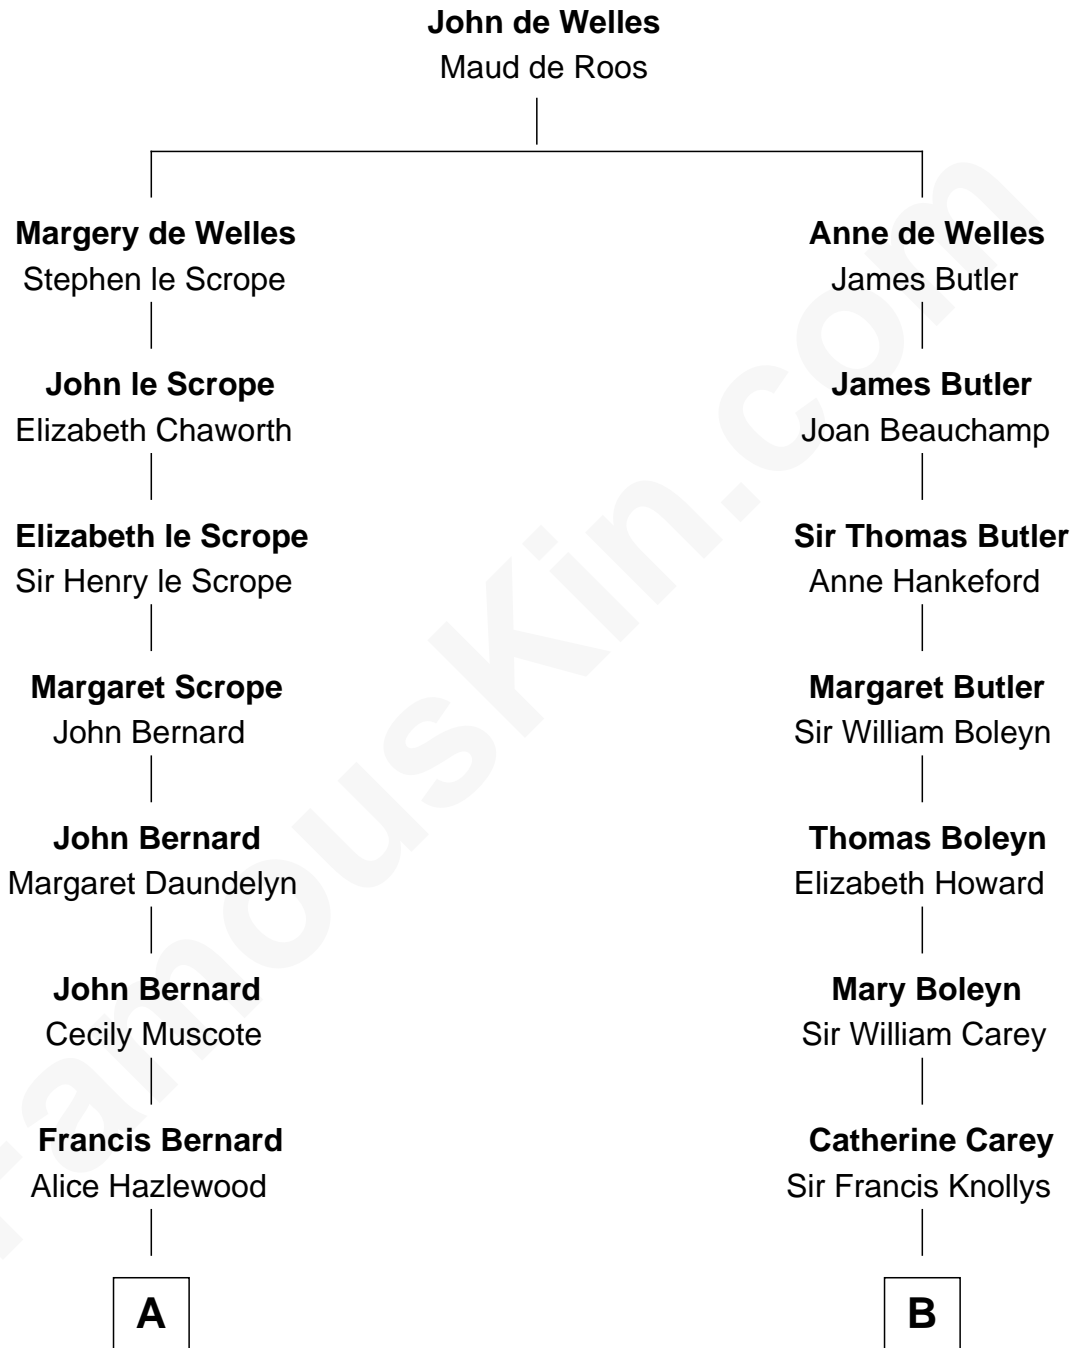 John de Welles
Maud de Roos
Margery de Welles
Stephen le Scrope
John le Scrope
Elizabeth Chaworth
Elizabeth le Scrope
Sir Henry le Scrope
Margaret Scrope
John Bernard
John Bernard
Margaret Daundelyn
John Bernard
Cecily Muscote
Francis Bernard
Alice Hazlewood
A
Anne de Welles
James Butler
James Butler
Joan Beauchamp
Sir Thomas Butler
Anne Hankeford
Margaret Butler
Sir William Boleyn
Thomas Boleyn
Elizabeth Howard
Mary Boleyn
Sir William Carey
Catherine Carey
Sir Francis Knollys
B
FamousKin.com